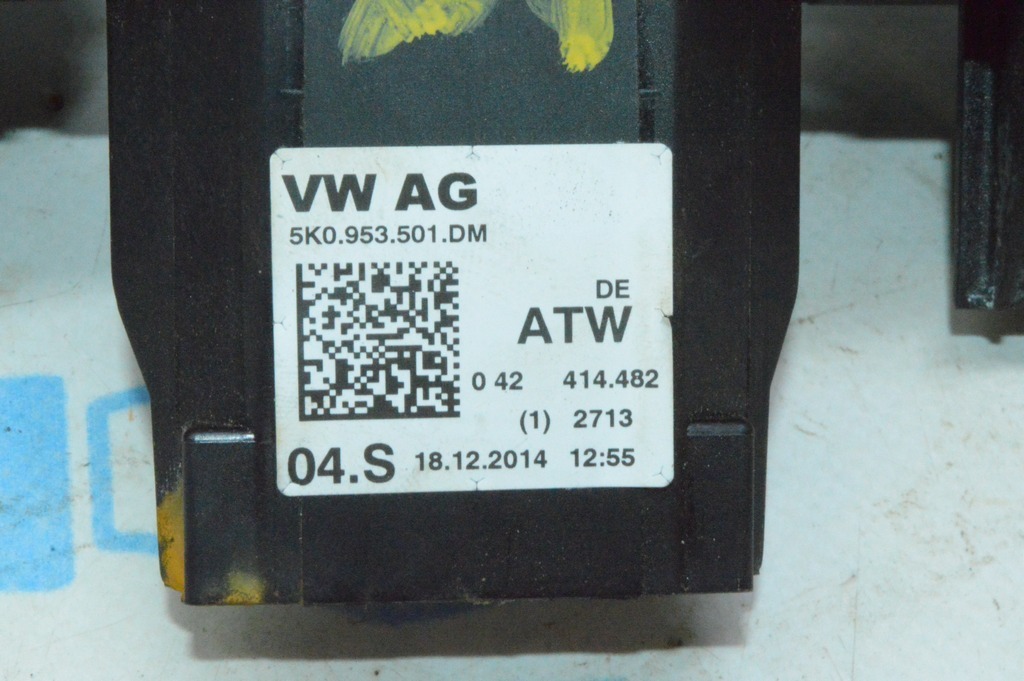 VW AG
5K0.953.501.DM
DE
ATW
0 42 414.482
(1) 2713
04.S 18.12.2014 12:55